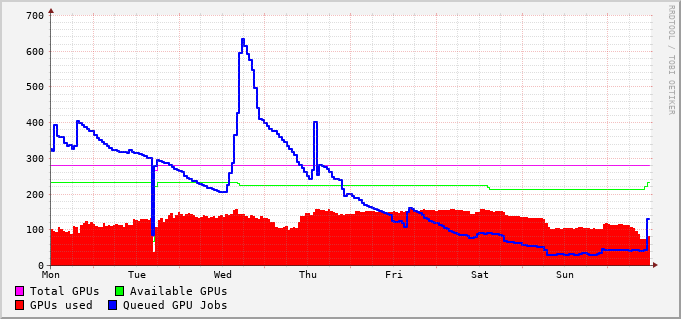 700
600
500
400
300
200
100
0
Mon Tue Wed Thu Fri Sat Sun
Total GPUs Available GPUs
GPUs used Queued GPU Jobs
RRDTOOL / TOBI OETIKER